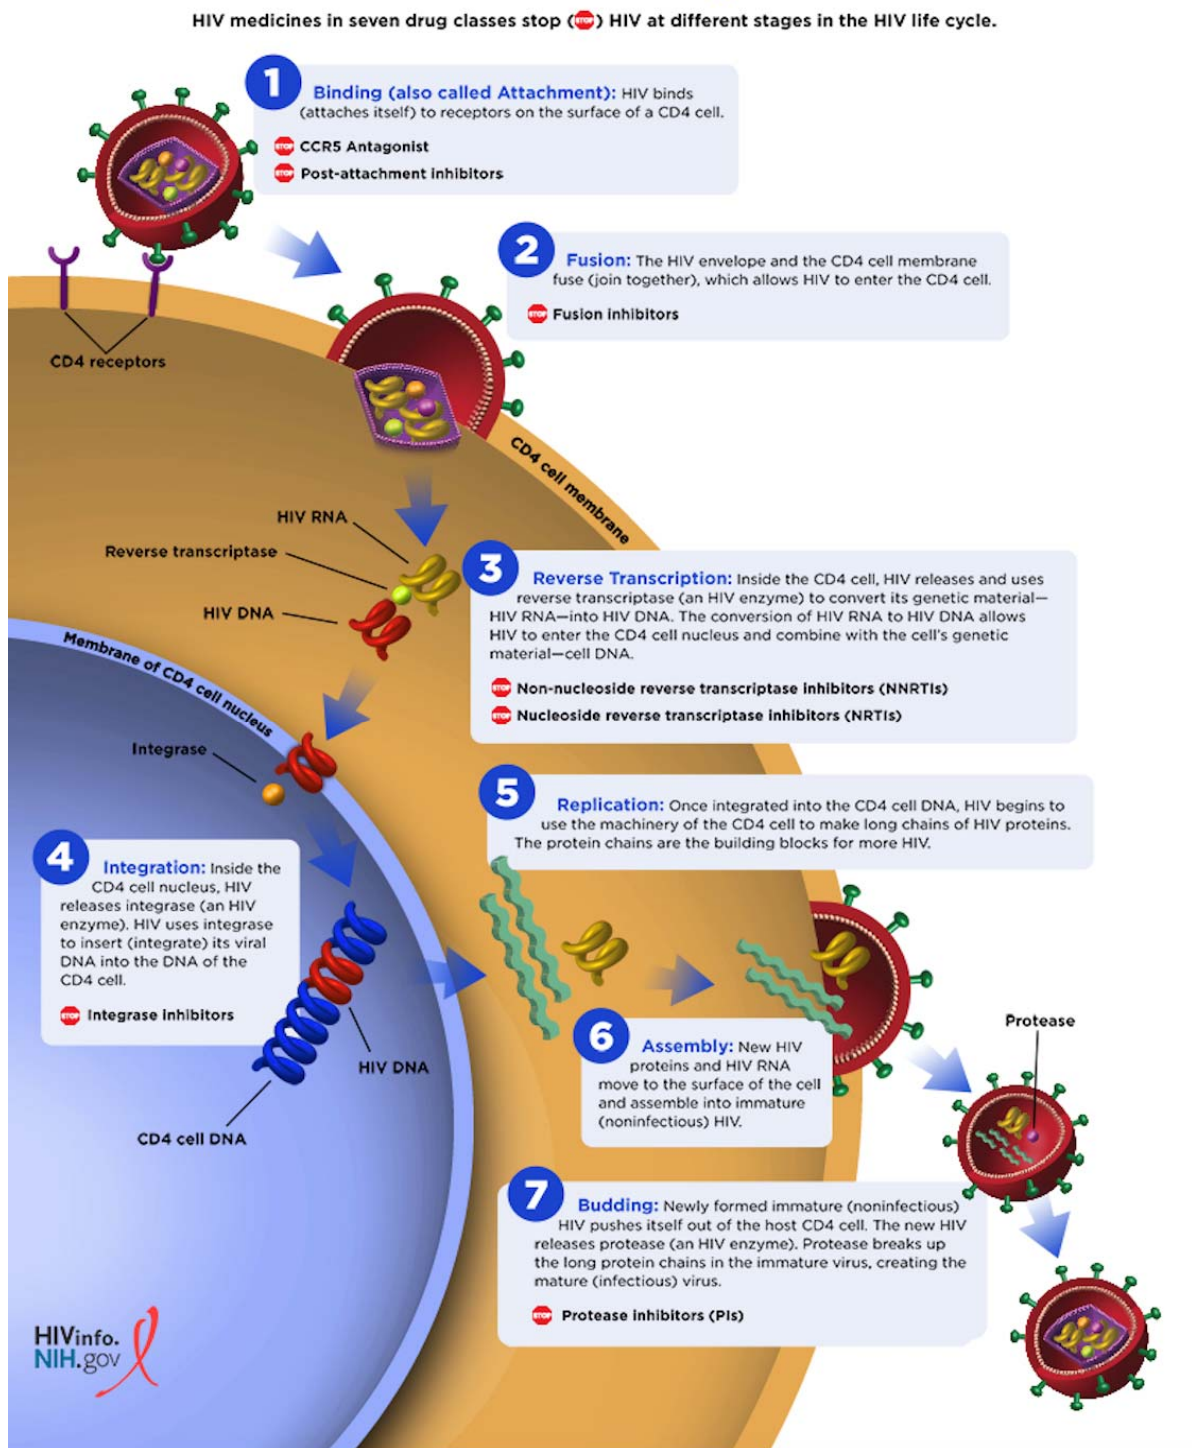 HIV medicines in seven drug classes stop (STOP) HIV at different stages in the HIV life cycle.
1
Binding (also called Attachment): HIV binds
(attaches itself) to receptors on the surface of a CD4 cell.
STOP CCR5 Antagonist
STOP Post-attachment inhibitors
2
Fusion: The HIV envelope and the CD4 cell membrane
fuse (join together), which allows HIV to enter the CD4 cell.
STOP Fusion inhibitors
CD4 receptors
CD4 cell membrane
HIV RNA
Reverse transcriptase
HIV DNA
3
Reverse Transcription: Inside the CD4 cell, HIV releases and uses
reverse transcriptase (an HIV enzyme) to convert its genetic material—
HIV RNA—into HIV DNA. The conversion of HIV RNA to HIV DNA allows
HIV to enter the CD4 cell nucleus and combine with the cell's genetic
material—cell DNA.
STOP Non-nucleoside reverse transcriptase inhibitors (NNRTIs)
STOP Nucleoside reverse transcriptase inhibitors (NRTIs)
Membrane of CD4 cell nucleus
Integrase
4
Integration: Inside the
CD4 cell nucleus, HIV
releases integrase (an HIV
enzyme). HIV uses integrase
to insert (integrate) its viral
DNA into the DNA of the
CD4 cell.
STOP Integrase inhibitors
HIV DNA
CD4 cell DNA
5
Replication: Once integrated into the CD4 cell DNA, HIV begins to
use the machinery of the CD4 cell to make long chains of HIV proteins.
The protein chains are the building blocks for more HIV.
6
Assembly: New HIV
proteins and HIV RNA
move to the surface of the cell
and assemble into immature
(noninfectious) HIV.
Protease
7
Budding: Newly formed immature (noninfectious)
HIV pushes itself out of the host CD4 cell. The new HIV
releases protease (an HIV enzyme). Protease breaks up
the long protein chains in the immature virus, creating the
mature (infectious) virus.
STOP Protease inhibitors (PIs)
HIVinfo.
NIH.gov